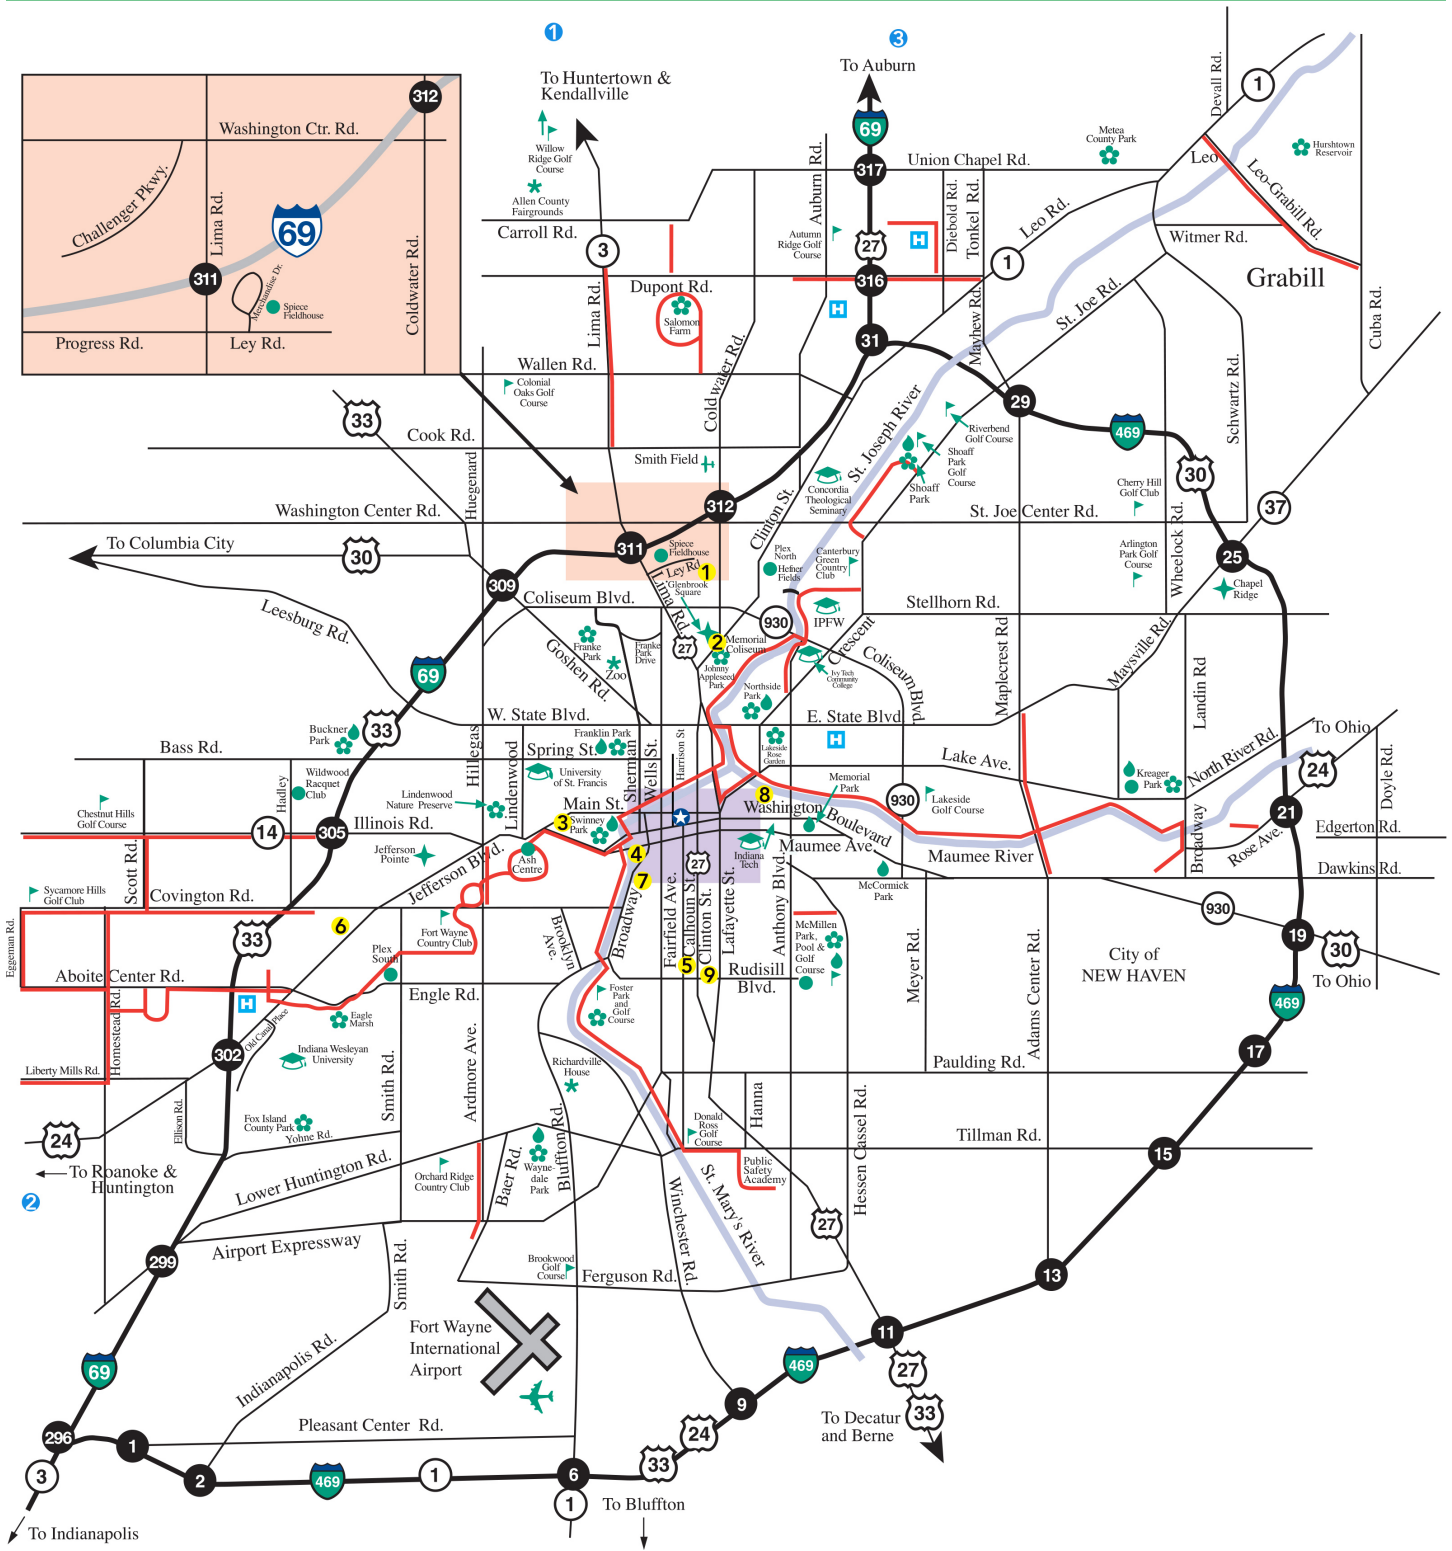 1
3
To Auburn
To Huntertown &
Kendallville
69
317
Union Chapel Rd.
Devall Rd.
1
Metea
County Park
Hurshtown
Reservoir
Leo
Leo-Grabill Rd.
Leo Rd.
Witmer Rd.
Grabill
Cuba Rd.
312
Washington Ctr. Rd.
Challenger Pkwy.
Lima Rd.
69
311
Merchandise Dr.
Spiece
Fieldhouse
Coldwater Rd.
Progress Rd.
Ley Rd.
Willow
Ridge Golf
Course
Allen County
Fairgrounds
Carroll Rd.
3
Lima Rd.
Dupont Rd.
Salomon
Farm
Auburn Rd.
Autumn
Ridge Golf
Course
27
H
Diebold Rd.
Tonkel Rd.
1
316
H
31
Mayhew Rd.
St. Joe Rd.
Schwartz Rd.
Wallen Rd.
Colonial
Oaks Golf
Course
Coldwater Rd.
33
Cook Rd.
Huegenard
Smith Field
St. Joseph River
29
469
30
Riverbend
Golf Course
Shoaff
Park
Golf
Course
Shoaff
Park
Concordia
Theological
Seminary
Clinton St.
Cherry Hill
Golf Club
37
Washington Center Rd.
312
St. Joe Center Rd.
Wheelock Rd.
To Columbia City
30
311
Spiece
Fieldhouse
Ley Rd.
1
Glenbrook
Square
Lima Rd.
Plex
North
Hefner
Fields
Canterbury
Green
Country
Club
Arlington
Park Golf
Course
25
Chapel
Ridge
309
Coliseum Blvd.
Stellhorn Rd.
Leesburg Rd.
930
IPFW
Crescent
Franke
Park
Franke
Park
Drive
Zoo
Goshen Rd.
27
2
Memorial
Coliseum
Johnny
Appleseed
Park
Ivy Tech
Community
College
Coliseum Blvd.
Maplecrest Rd.
Maysville Rd.
Landin Rd
69
33
Northside
Park
W. State Blvd.
E. State Blvd.
To Ohio
Buckner
Park
Bass Rd.
Hillegas
Lindenwood
Spring St.
Franklin Park
Sherman
Wells St.
Harrison St
Lakeside
Rose
Garden
H
Lake Ave.
North River Rd.
24
Doyle Rd.
Hadley
Wildwood
Racquet
Club
University
of St. Francis
Memorial
Park
Kreager
Park
Chestnut Hills
Golf Course
Lindenwood
Nature Preserve
Main St.
8
Washington
Boulevard
930
Lakeside
Golf Course
21
14
305
Illinois Rd.
3
Swinney
Park
Maumee Ave
Maumee River
Broadway
Rose Ave.
Edgerton Rd.
Scott Rd.
Jefferson
Pointe
Jefferson Blvd.
Ash
Centre
4
27
Indiana
Tech
Dawkins Rd.
Sycamore Hills
Golf Club
Covington Rd.
7
McCormick
Park
930
Eggeman Rd.
6
33
Fort Wayne
Country Club
Brooklyn
Ave.
Broadway
Fairfield Ave.
Calhoun St.
Clinton St.
Lafayette St.
Anthony Blvd.
McMillen
Park,
Pool &
Golf
Course
Meyer Rd.
Adams Center Rd.
City of
NEW HAVEN
19
30
To Ohio
Plex
South
Aboite Center Rd.
5
9
Rudisill
Blvd.
Engle Rd.
H
Homestead Rd.
Eagle
Marsh
Foster
Park
and
Golf
Course
469
Old Canal Place
302
Indiana Wesleyan
University
Ardmore Ave.
17
Liberty Mills Rd.
Smith Rd.
Richardville
House
Paulding Rd.
Ellison Rd.
Fox Island
County Park
Yohne Rd.
Bluffton Rd.
Donald
Ross
Golf
Course
Hanna
Hessen Cassel Rd.
Tillman Rd.
15
24
To Roanoke &
Huntington
2
Lower Huntington Rd.
Orchard Ridge
Country Club
Baer Rd.
Wayne-
dale
Park
Public
Safety
Academy
Winchester Rd.
St. Mary's River
27
Airport Expressway
299
Smith Rd.
Brookwood
Golf
Course
Ferguson Rd.
13
Fort Wayne
International
Airport
11
69
Indianapolis Rd.
469
27
9
33
To Decatur
and Berne
296
1
Pleasant Center Rd.
24
3
2
469
1
6
33
1
To Bluffton
To Indianapolis